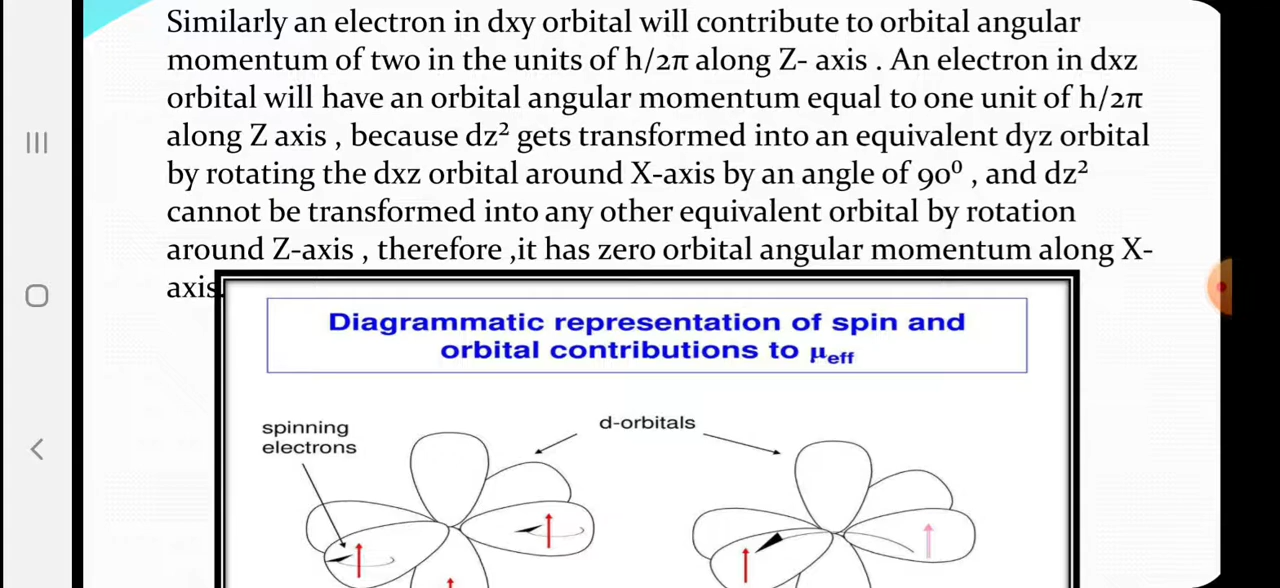 Similarly an electron in dxy orbital will contribute to orbital angular
momentum of two in the units of h/2π along Z- axis . An electron in dxz
orbital will have an orbital angular momentum equal to one unit of h/2π
along Z axis , because dz² gets transformed into an equivalent dyz orbital
by rotating the dxz orbital around X-axis by an angle of 90⁰ , and dz²
cannot be transformed into any other equivalent orbital by rotation
around Z-axis , therefore ,it has zero orbital angular momentum along X-
axis.
Diagrammatic representation of spin and
orbital contributions to μeff
spinning
electrons
d-orbitals